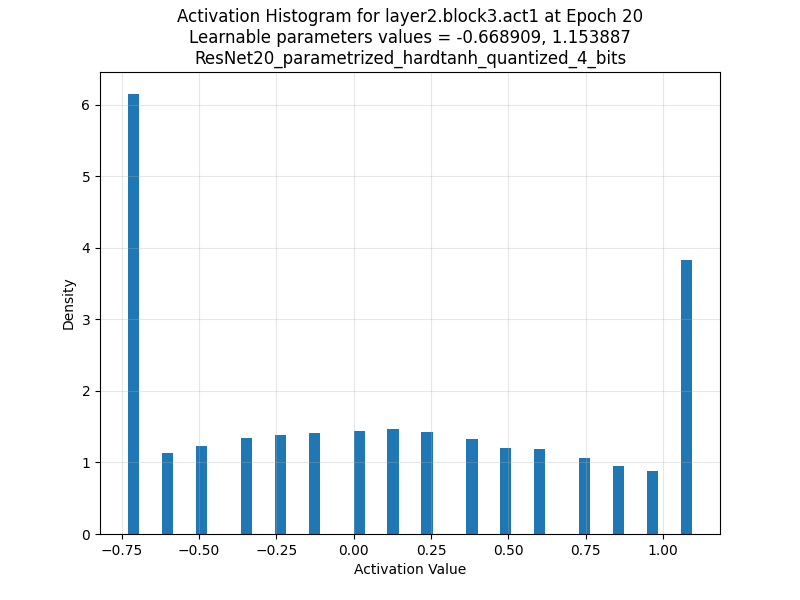 Activation Histogram for layer2.block3.act1 at Epoch 20
Learnable parameters values = -0.668909, 1.153887
ResNet20_parametrized_hardtanh_quantized_4_bits
Density
6
5
4
3
2
1
0
−0.75 −0.50 −0.25 0.00 0.25 0.50 0.75 1.00
Activation Value